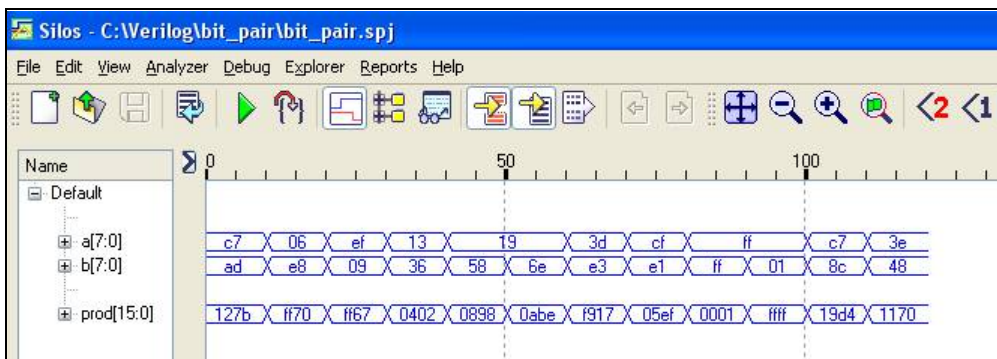 Silos - C:\Verilog\bit_pair\bit_pair.spj
File Edit View Analyzer Debug Explorer Reports Help
2 1
Name 0 50 100
Default
a[7:0] c7 06 ef 13 19 3d cf ff c7 3e
b[7:0] ad e8 09 36 58 6e e3 e1 ff 01 8c 48
prod[15:0] 127b ff70 ff67 0402 0898 0abe f917 05ef 0001 ffff 19d4 1170